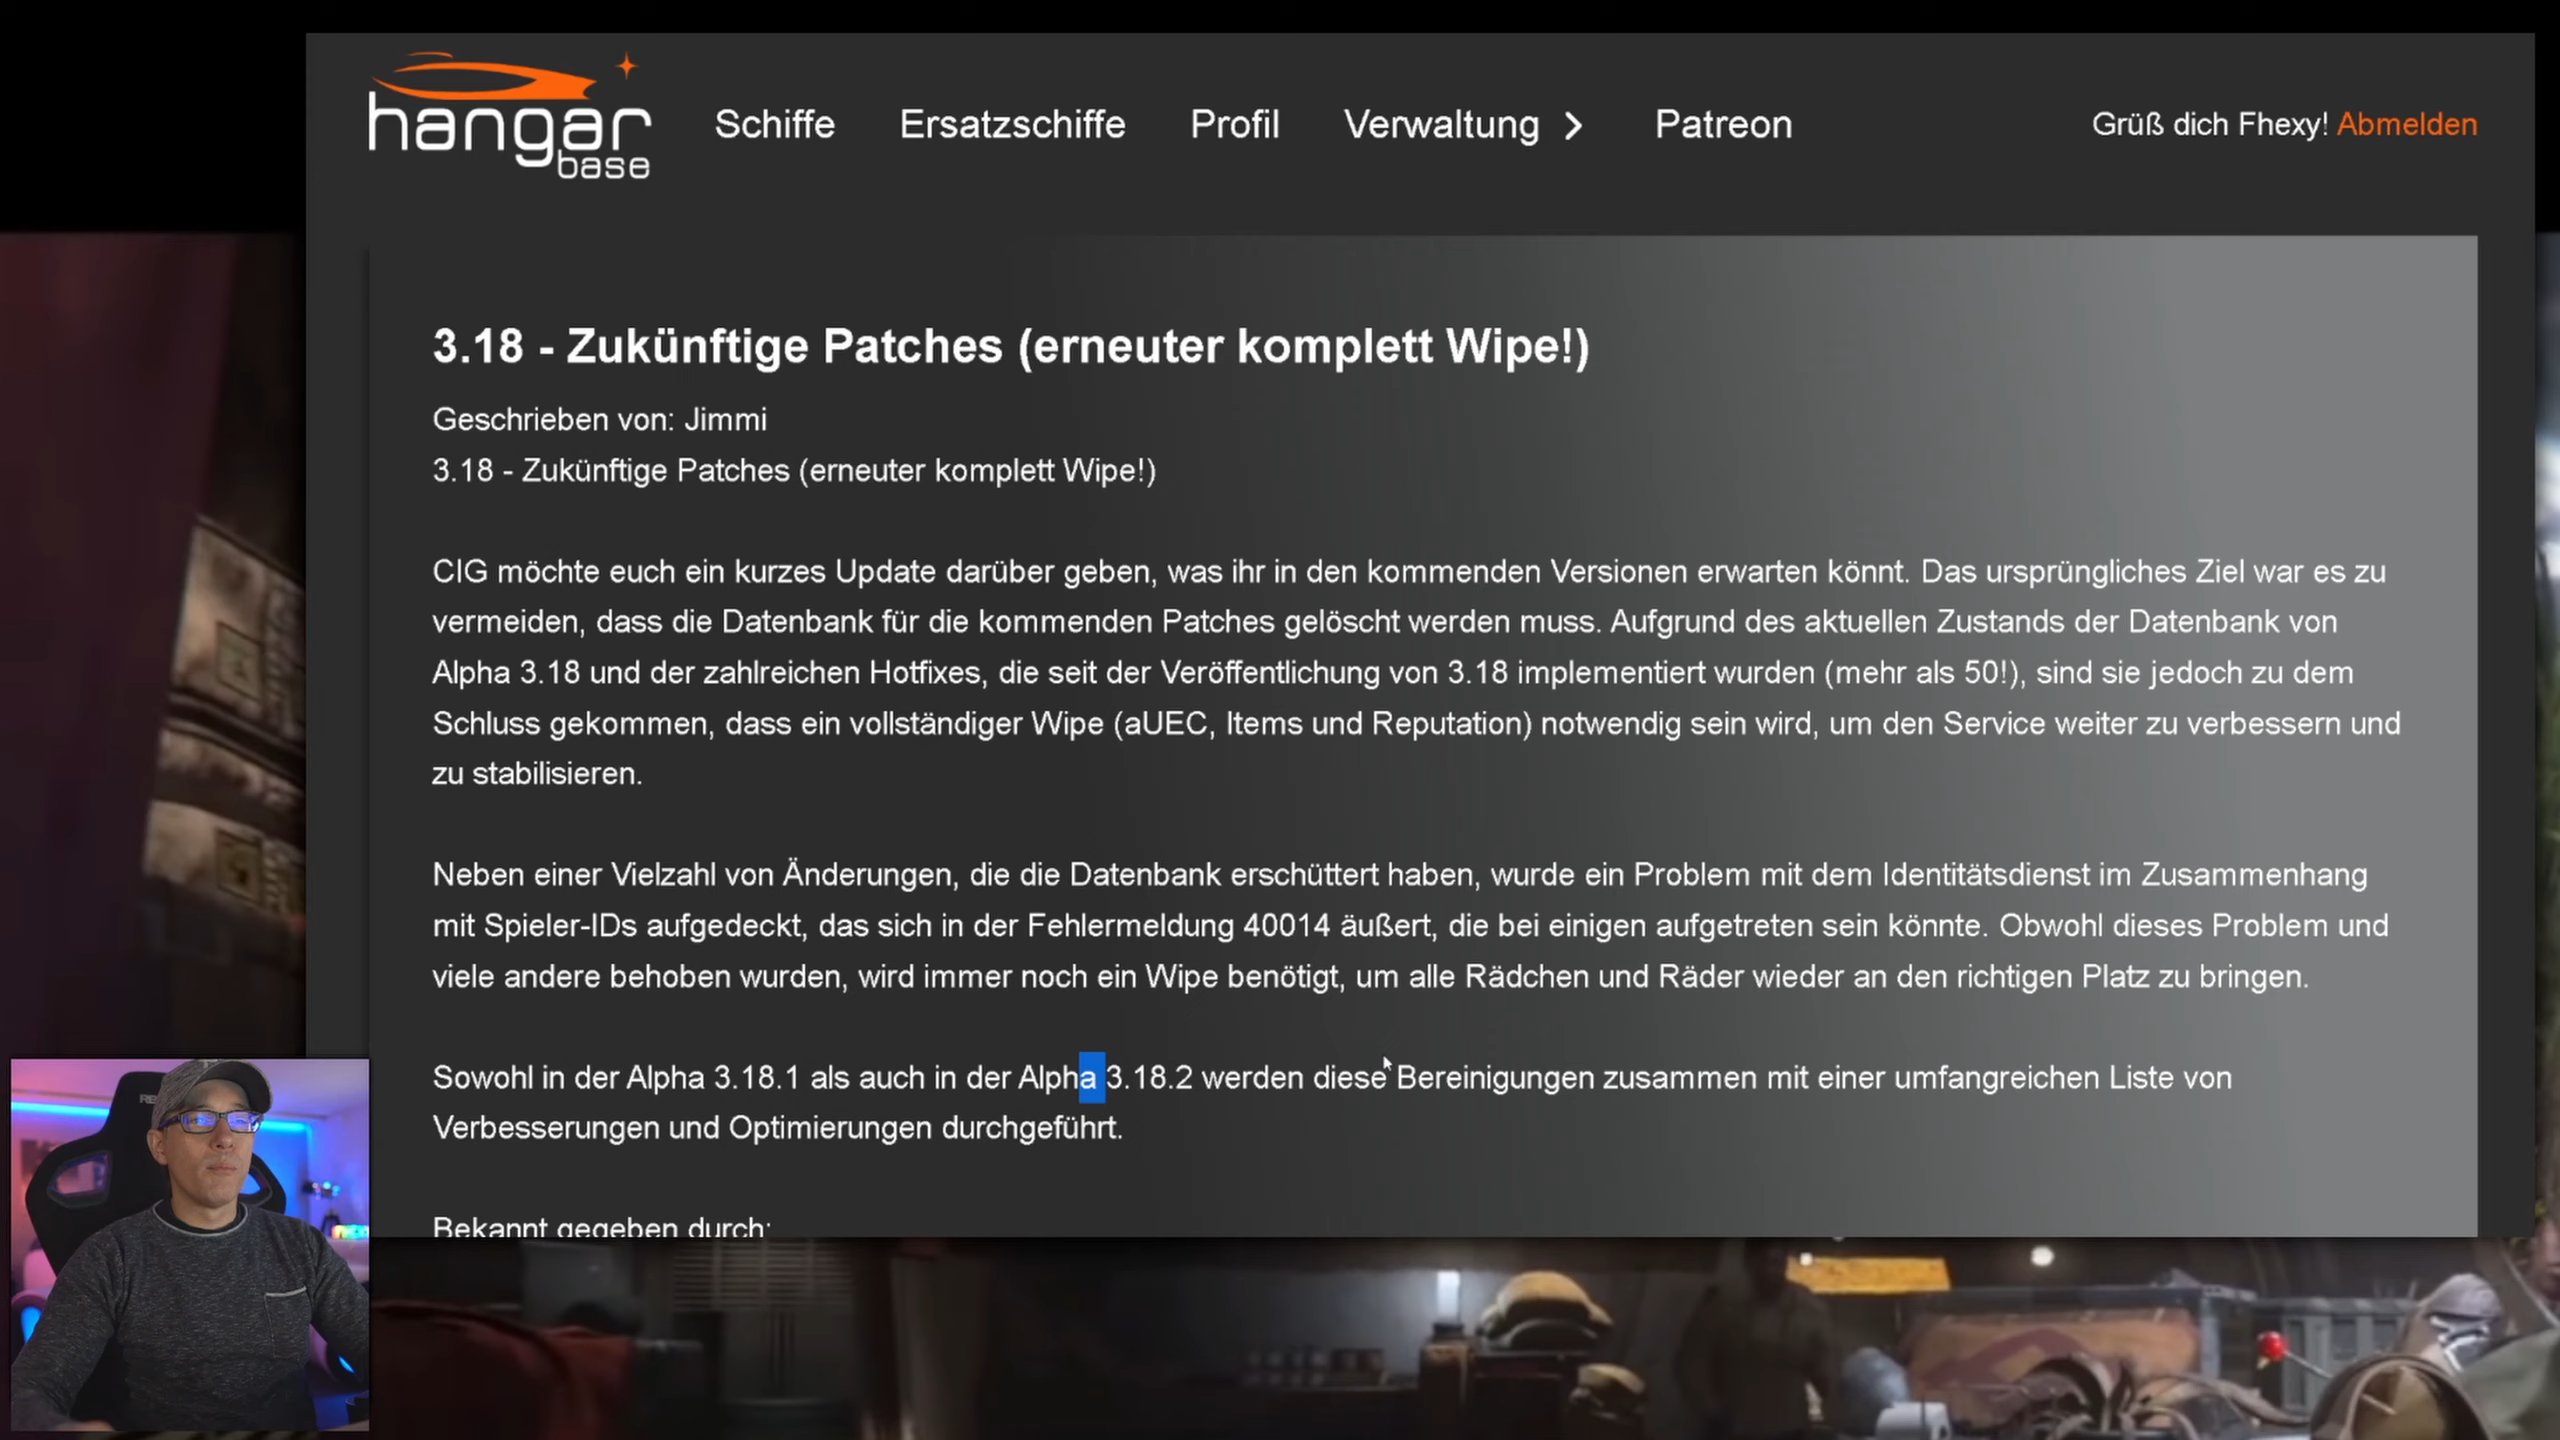 hangar
base
Schiffe Ersatzschiffe Profil Verwaltung Patreon Grüß dich Fhexy! Abmelden
3.18 - Zukünftige Patches (erneuter komplett Wipe!)
Geschrieben von: Jimmi
3.18 - Zukünftige Patches (erneuter komplett Wipe!)
CIG möchte euch ein kurzes Update darüber geben, was ihr in den kommenden Versionen erwarten könnt. Das ursprüngliches Ziel war es zu
vermeiden, dass die Datenbank für die kommenden Patches gelöscht werden muss. Aufgrund des aktuellen Zustands der Datenbank von
Alpha 3.18 und der zahlreichen Hotfixes, die seit der Veröffentlichung von 3.18 implementiert wurden (mehr als 50!), sind sie jedoch zu dem
Schluss gekommen, dass ein vollständiger Wipe (aUEC, Items und Reputation) notwendig sein wird, um den Service weiter zu verbessern und
zu stabilisieren.
Neben einer Vielzahl von Änderungen, die die Datenbank erschüttert haben, wurde ein Problem mit dem Identitätsdienst im Zusammenhang
mit Spieler-IDs aufgedeckt, das sich in der Fehlermeldung 40014 äußert, die bei einigen aufgetreten sein könnte. Obwohl dieses Problem und
viele andere behoben wurden, wird immer noch ein Wipe benötigt, um alle Rädchen und Räder wieder an den richtigen Platz zu bringen.
Sowohl in der Alpha 3.18.1 als auch in der Alpha 3.18.2 werden diese Bereinigungen zusammen mit einer umfangreichen Liste von
Verbesserungen und Optimierungen durchgeführt.
Bekannt gegeben durch: